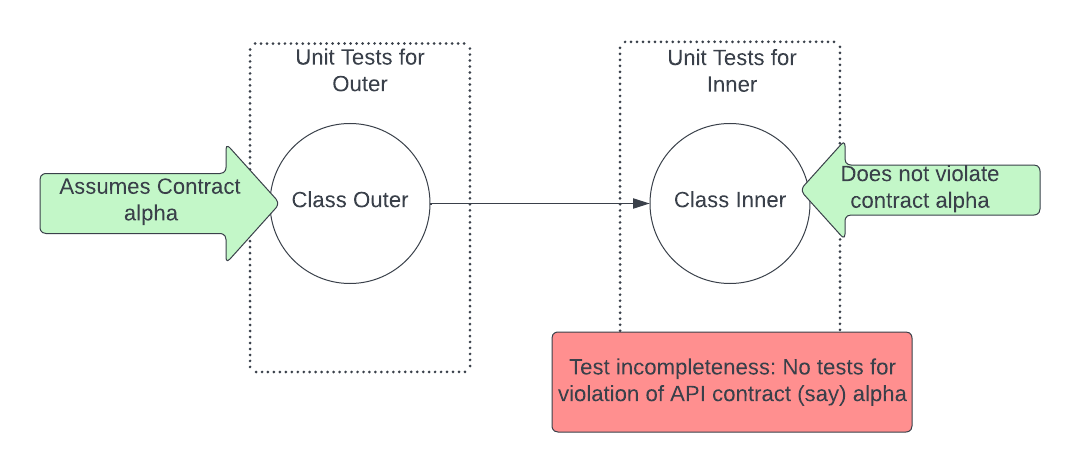 Unit Tests for
Outer
Unit Tests for
Inner
Assumes Contract
alpha
Class Outer
Class Inner
Does not violate
contract alpha
Test incompleteness: No tests for
violation of API contract (say) alpha